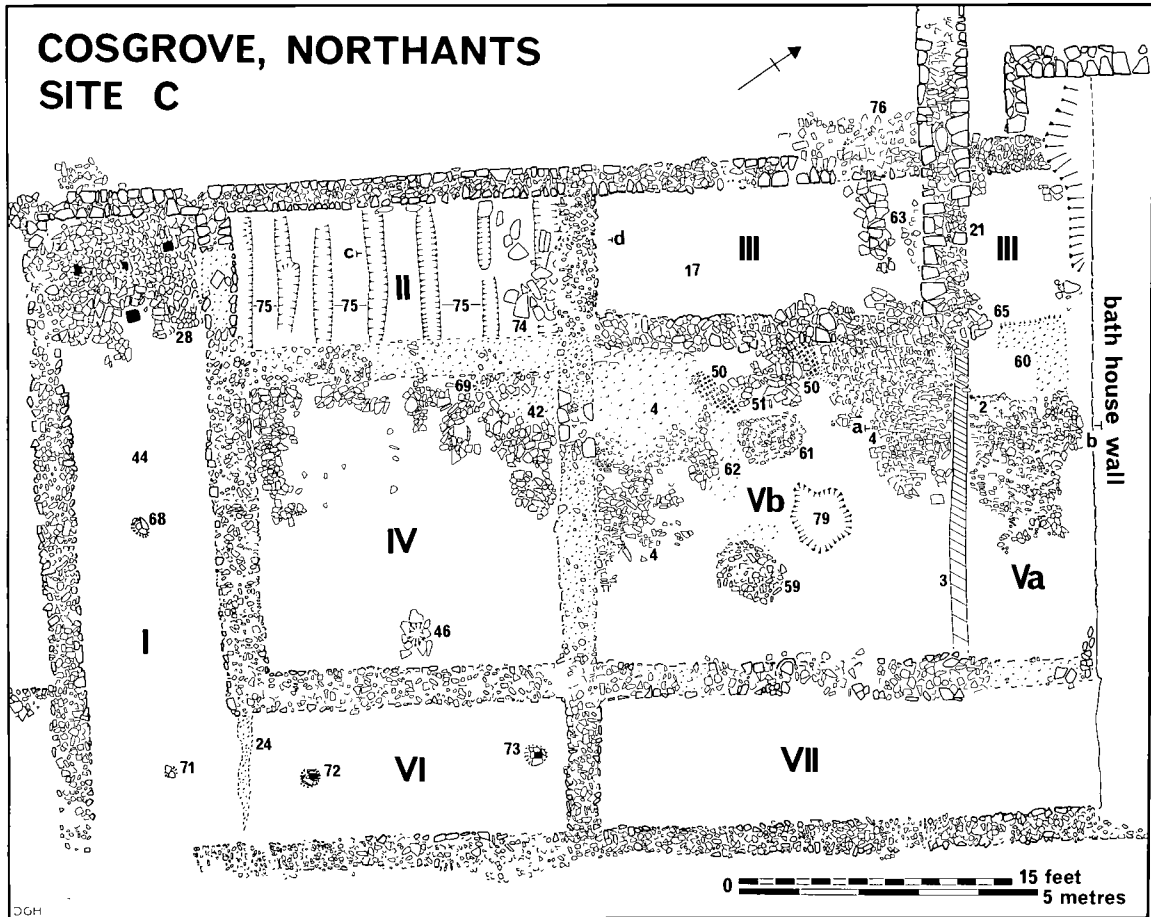 COSGROVE, NORTHANTS
SITE C
76
63
d
III
21
III
17
c
II
75
75
75
74
28
65
60
bath house wall
50
50
69
42
4
51
2
a
4
b
44
61
62
68
Vb
79
IV
4
59
3
Va
46
I
24
73
71
72
VI
VII
0
15 feet
5 metres
DGH